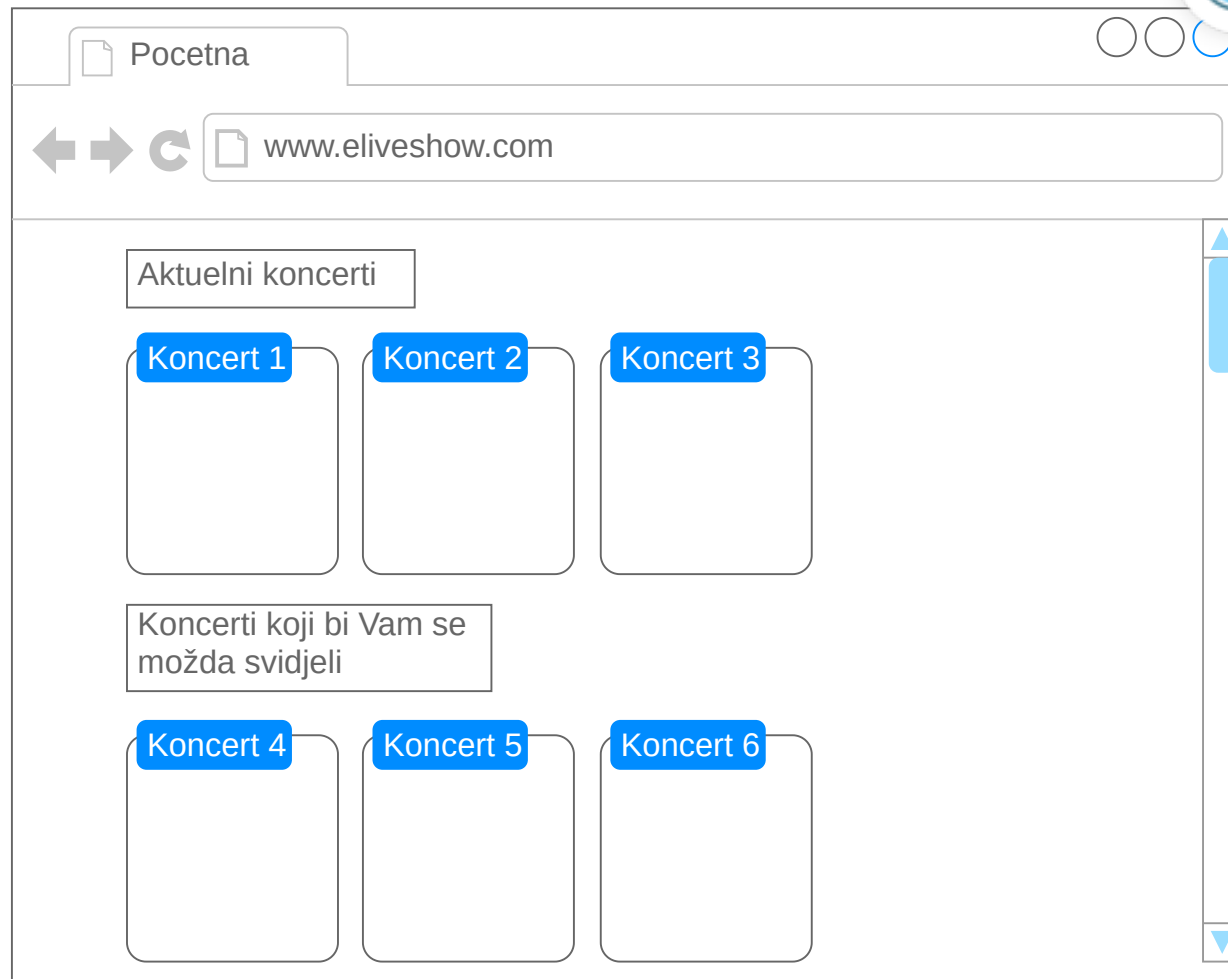 Pocetna
www.eliveshow.com
Aktuelni koncerti
Koncert 1
Koncert 2
Koncert 3
Koncerti koji bi Vam se
možda svidjeli
Koncert 4
Koncert 5
Koncert 6